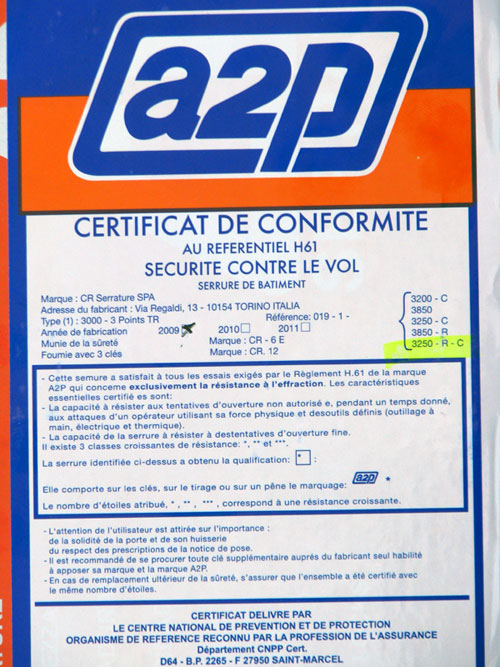 a2p
CERTIFICAT DE CONFORMITE
AU REFERENTIEL H61
SECURITE CONTRE LE VOL
SERRURE DE BATIMENT
Marque : CR Serrature SPA
Adresse du fabricant : Via Regaldi, 13 - 10154 TORINO ITALIA
Type (1) : 3000 - 3 Points TR Référence: 019 - 1 -
Année de fabrication 2009 2010 2011
Munie de la sûreté Marque : CR - 6 E
Fournie avec 3 clés Marque : CR. 12
3200 - C
3850
3250 - C
3850 - R
3250 - R - C
- Cette semure a satisfait à tous les essais exigés par le Règlement H.61 de la marque
A2P qui conceme exclusivement la résistance à l'effraction. Les caractéristiques
essentielles certifié es sont:
- La capacité à résister aux tentatives d'ouverture non autorisé e, pendant un temps donné,
aux attaques d'un opérateur utilisant sa force physique et desoutils définis (outillage à
main, électrique et thermique).
- La capacité de la serrure à résister à destentatives d'ouverture fine.
Il existe 3 classes croissantes de résistance: *, ** et ***.
La serrure identifiée ci-dessus a obtenu la qualification: * :
Elle comporte sur les clés, sur le tirage ou sur un pêne le marquage: a2p *
Le nombre d'étoiles atribué, * , ** , *** , correspond à une résistance croissante.
- L'attention de l'utilisateur est attirée sur l'importance :
de la solidité de la porte et de son huisserie
du respect des prescriptions de la notice de pose.
- Il est recommandé de se procurer toute clé supplémentaire auprés du fabricant seul habilité
à apposer sa marque et la marque A2P.
- En cas de remplacement ultérieur de la sûreté, s'assurer que l'ensemble a été certifié avec
le même nombre d'étoiles.
CERTIFICAT DELIVRE PAR
LE CENTRE NATIONAL DE PREVENTION ET DE PROTECTION
ORGANISME DE REFERENCE RECONNU PAR LA PROFESSION DE L'ASSURANCE
Département CNPP Cert.
D64 - B.P. 2265 - F 27950 SAINT-MARCEL